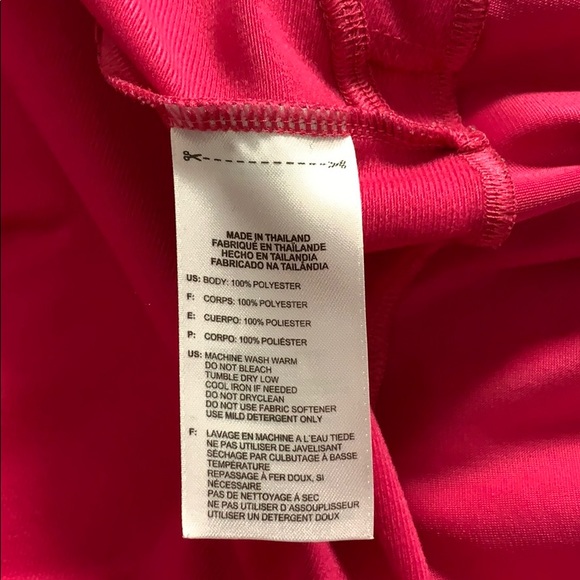 MADE IN THAILAND
FABRIQUÉ EN THAÏLANDE
HECHO EN TAILANDIA
FABRICADO NA TAILÂNDIA
US: BODY: 100% POLYESTER
F: CORPS: 100% POLYESTER
E: CUERPO: 100% POLIESTER
P: CORPO: 100% POLIÉSTER
US: MACHINE WASH WARM
DO NOT BLEACH
TUMBLE DRY LOW
COOL IRON IF NEEDED
DO NOT DRYCLEAN
DO NOT USE FABRIC SOFTENER
USE MILD DETERGENT ONLY
F: LAVAGE EN MACHINE A L'EAU TIEDE
NE PAS UTILISER DE JAVELISANT
SÉCHAGE PAR CULBUTAGE À BASSE
TEMPÉRATURE
REPASSAGE À FER DOUX, SI
NÉCESSAIRE
PAS DE NETTOYAGE À SEC
NE PAS UTILISER D'ASSOUPLISSEUR
UTILISER UN DETERGENT DOUX